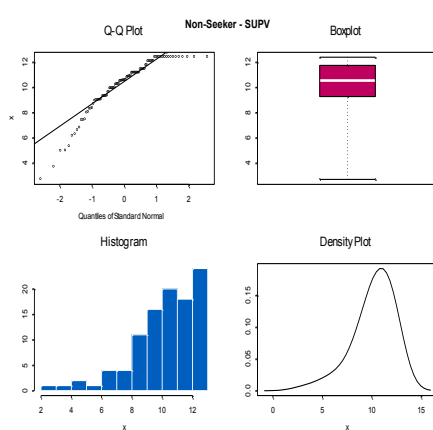 Non-Seeker - SUPV
Q-Q Plot
Boxplot
x
4 6 8 10 12
-2 -1 0 1 2
Quantiles of Standard Normal
4 6 8 10 12
Histogram
Density Plot
0 5 10 15 20
2 4 6 8 10 12
x
0.0 0.05 0.10 0.15
0 5 10 15
x